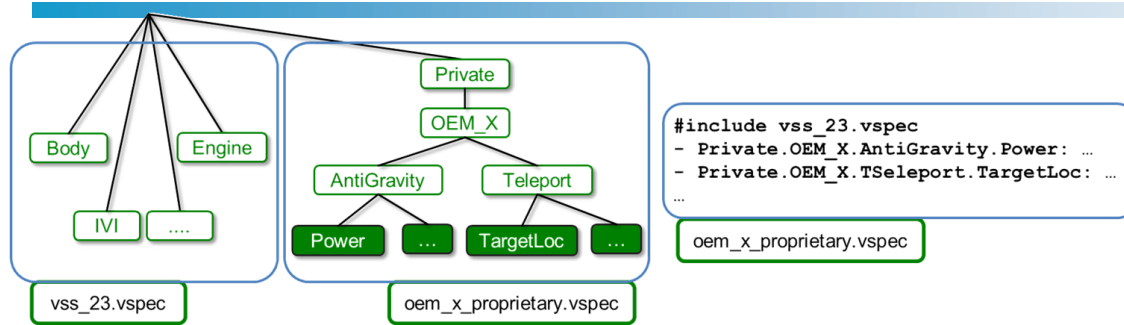 Private
OEM_X
Body
Engine
AntiGravity
Teleport
IVI
....
Power
...
TargetLoc
...
vss_23.vspec
oem_x_proprietary.vspec
#include vss_23.vspec
- Private.OEM_X.AntiGravity.Power: …
- Private.OEM_X.TSeleport.TargetLoc: …
…
oem_x_proprietary.vspec